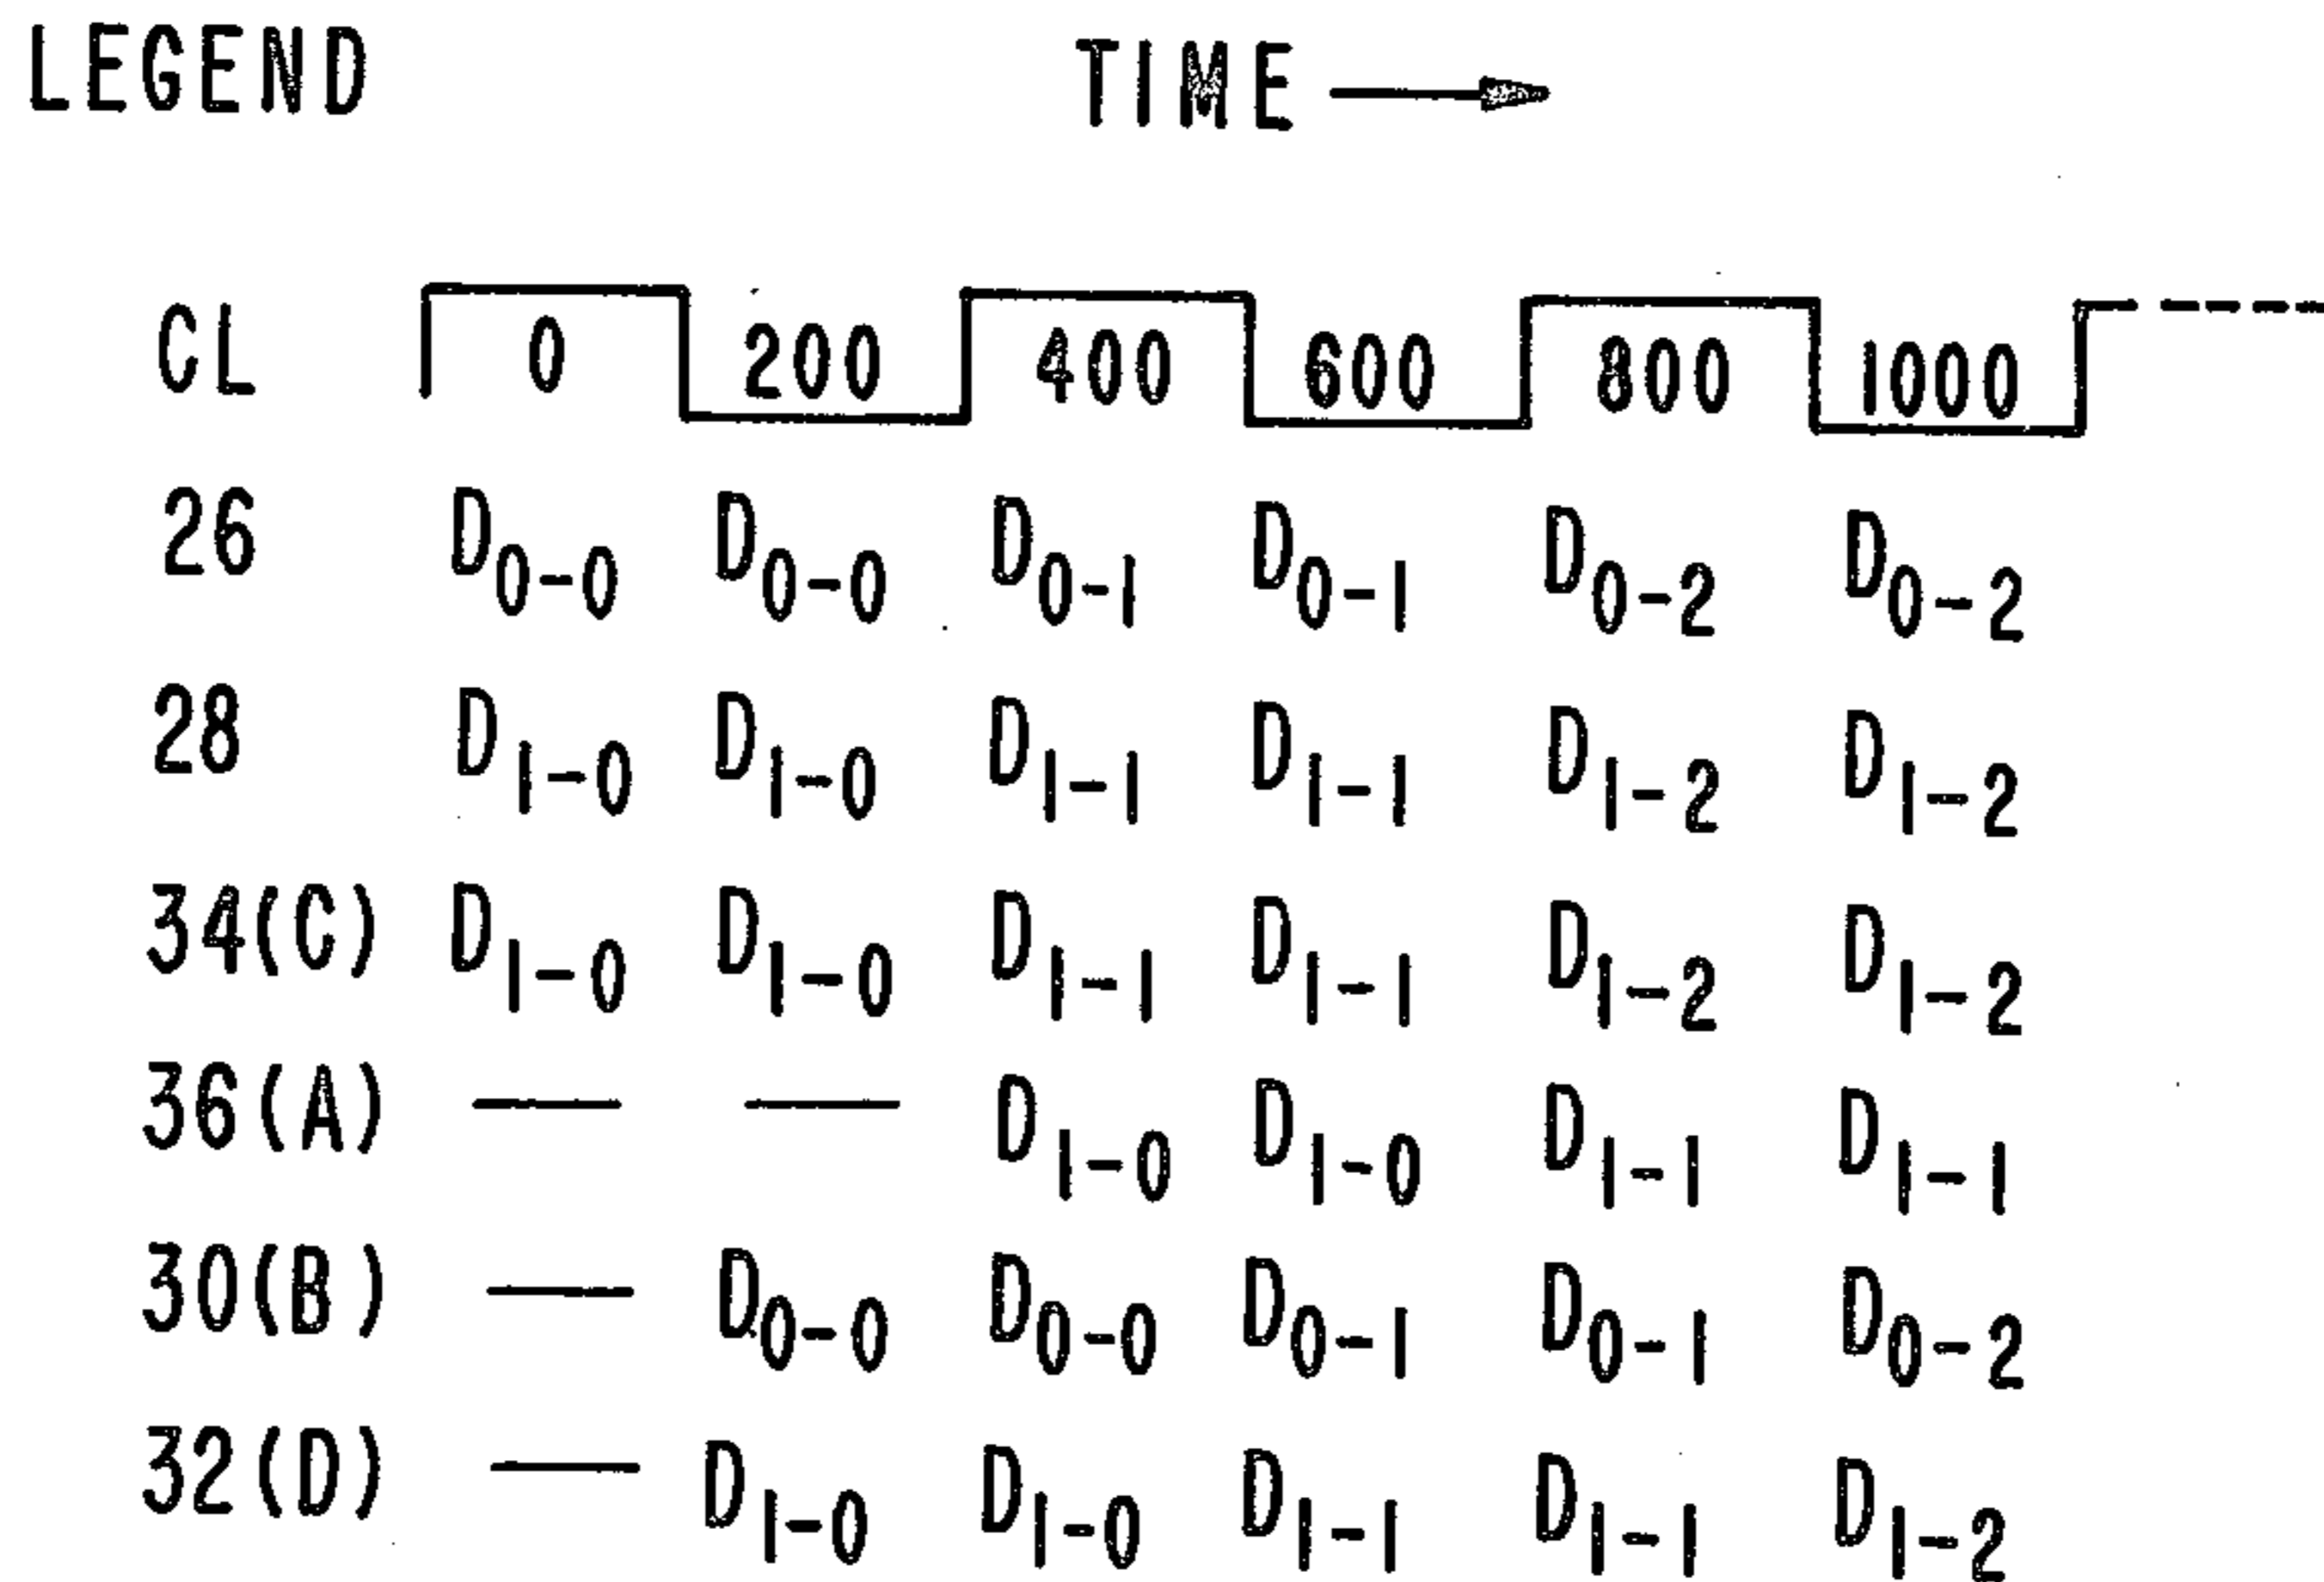 LEGEND TIME
CL 0 200 400 600 800 1000
26 D0-0 D0-0 D0-1 D0-1 D0-2 D0-2
28 D1-0 D1-0 D1-1 D1-1 D1-2 D1-2
34(C) D1-0 D1-0 D1-1 D1-1 D1-2 D1-2
36(A) — — D1-0 D1-0 D1-1 D1-1
30(B) — D0-0 D0-0 D0-1 D0-1 D0-2
32(D) — D1-0 D1-0 D1-1 D1-1 D1-2